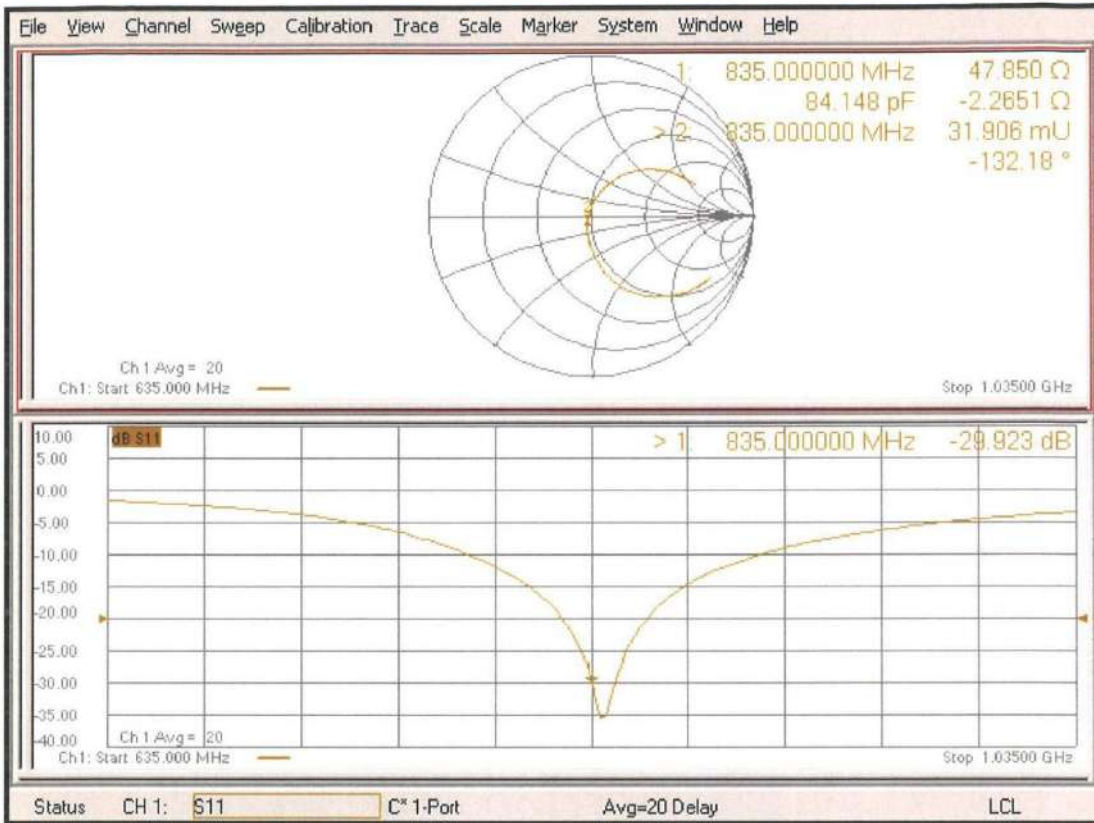 File View Channel Sweep Calibration Trace Scale Marker System Window Help
1: 835.000000 MHz 47.850 Ω
84.148 pF -2.2651 Ω
> 2: 835.000000 MHz 31.906 mU
-132.18 °
Ch 1 Avg = 20
Ch1: Start 635.000 MHz
Stop 1.03500 GHz
10.00 dB S11 > 1: 835.000000 MHz -29.923 dB
5.00
0.00
-5.00
-10.00
-15.00
-20.00
-25.00
-30.00
-35.00
-40.00
Ch 1 Avg = 20
Ch1: Start 635.000 MHz
Stop 1.03500 GHz
Status CH 1: S11 C* 1-Port Avg=20 Delay LCL